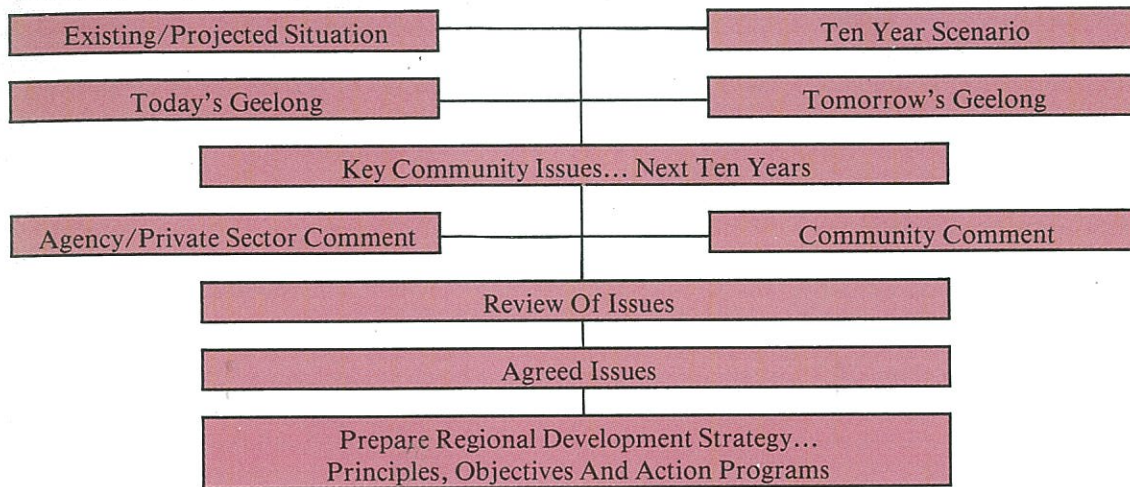 Existing/Projected Situation
Ten Year Scenario
Today's Geelong
Tomorrow's Geelong
Key Community Issues... Next Ten Years
Agency/Private Sector Comment
Community Comment
Review Of Issues
Agreed Issues
Prepare Regional Development Strategy...
Principles, Objectives And Action Programs